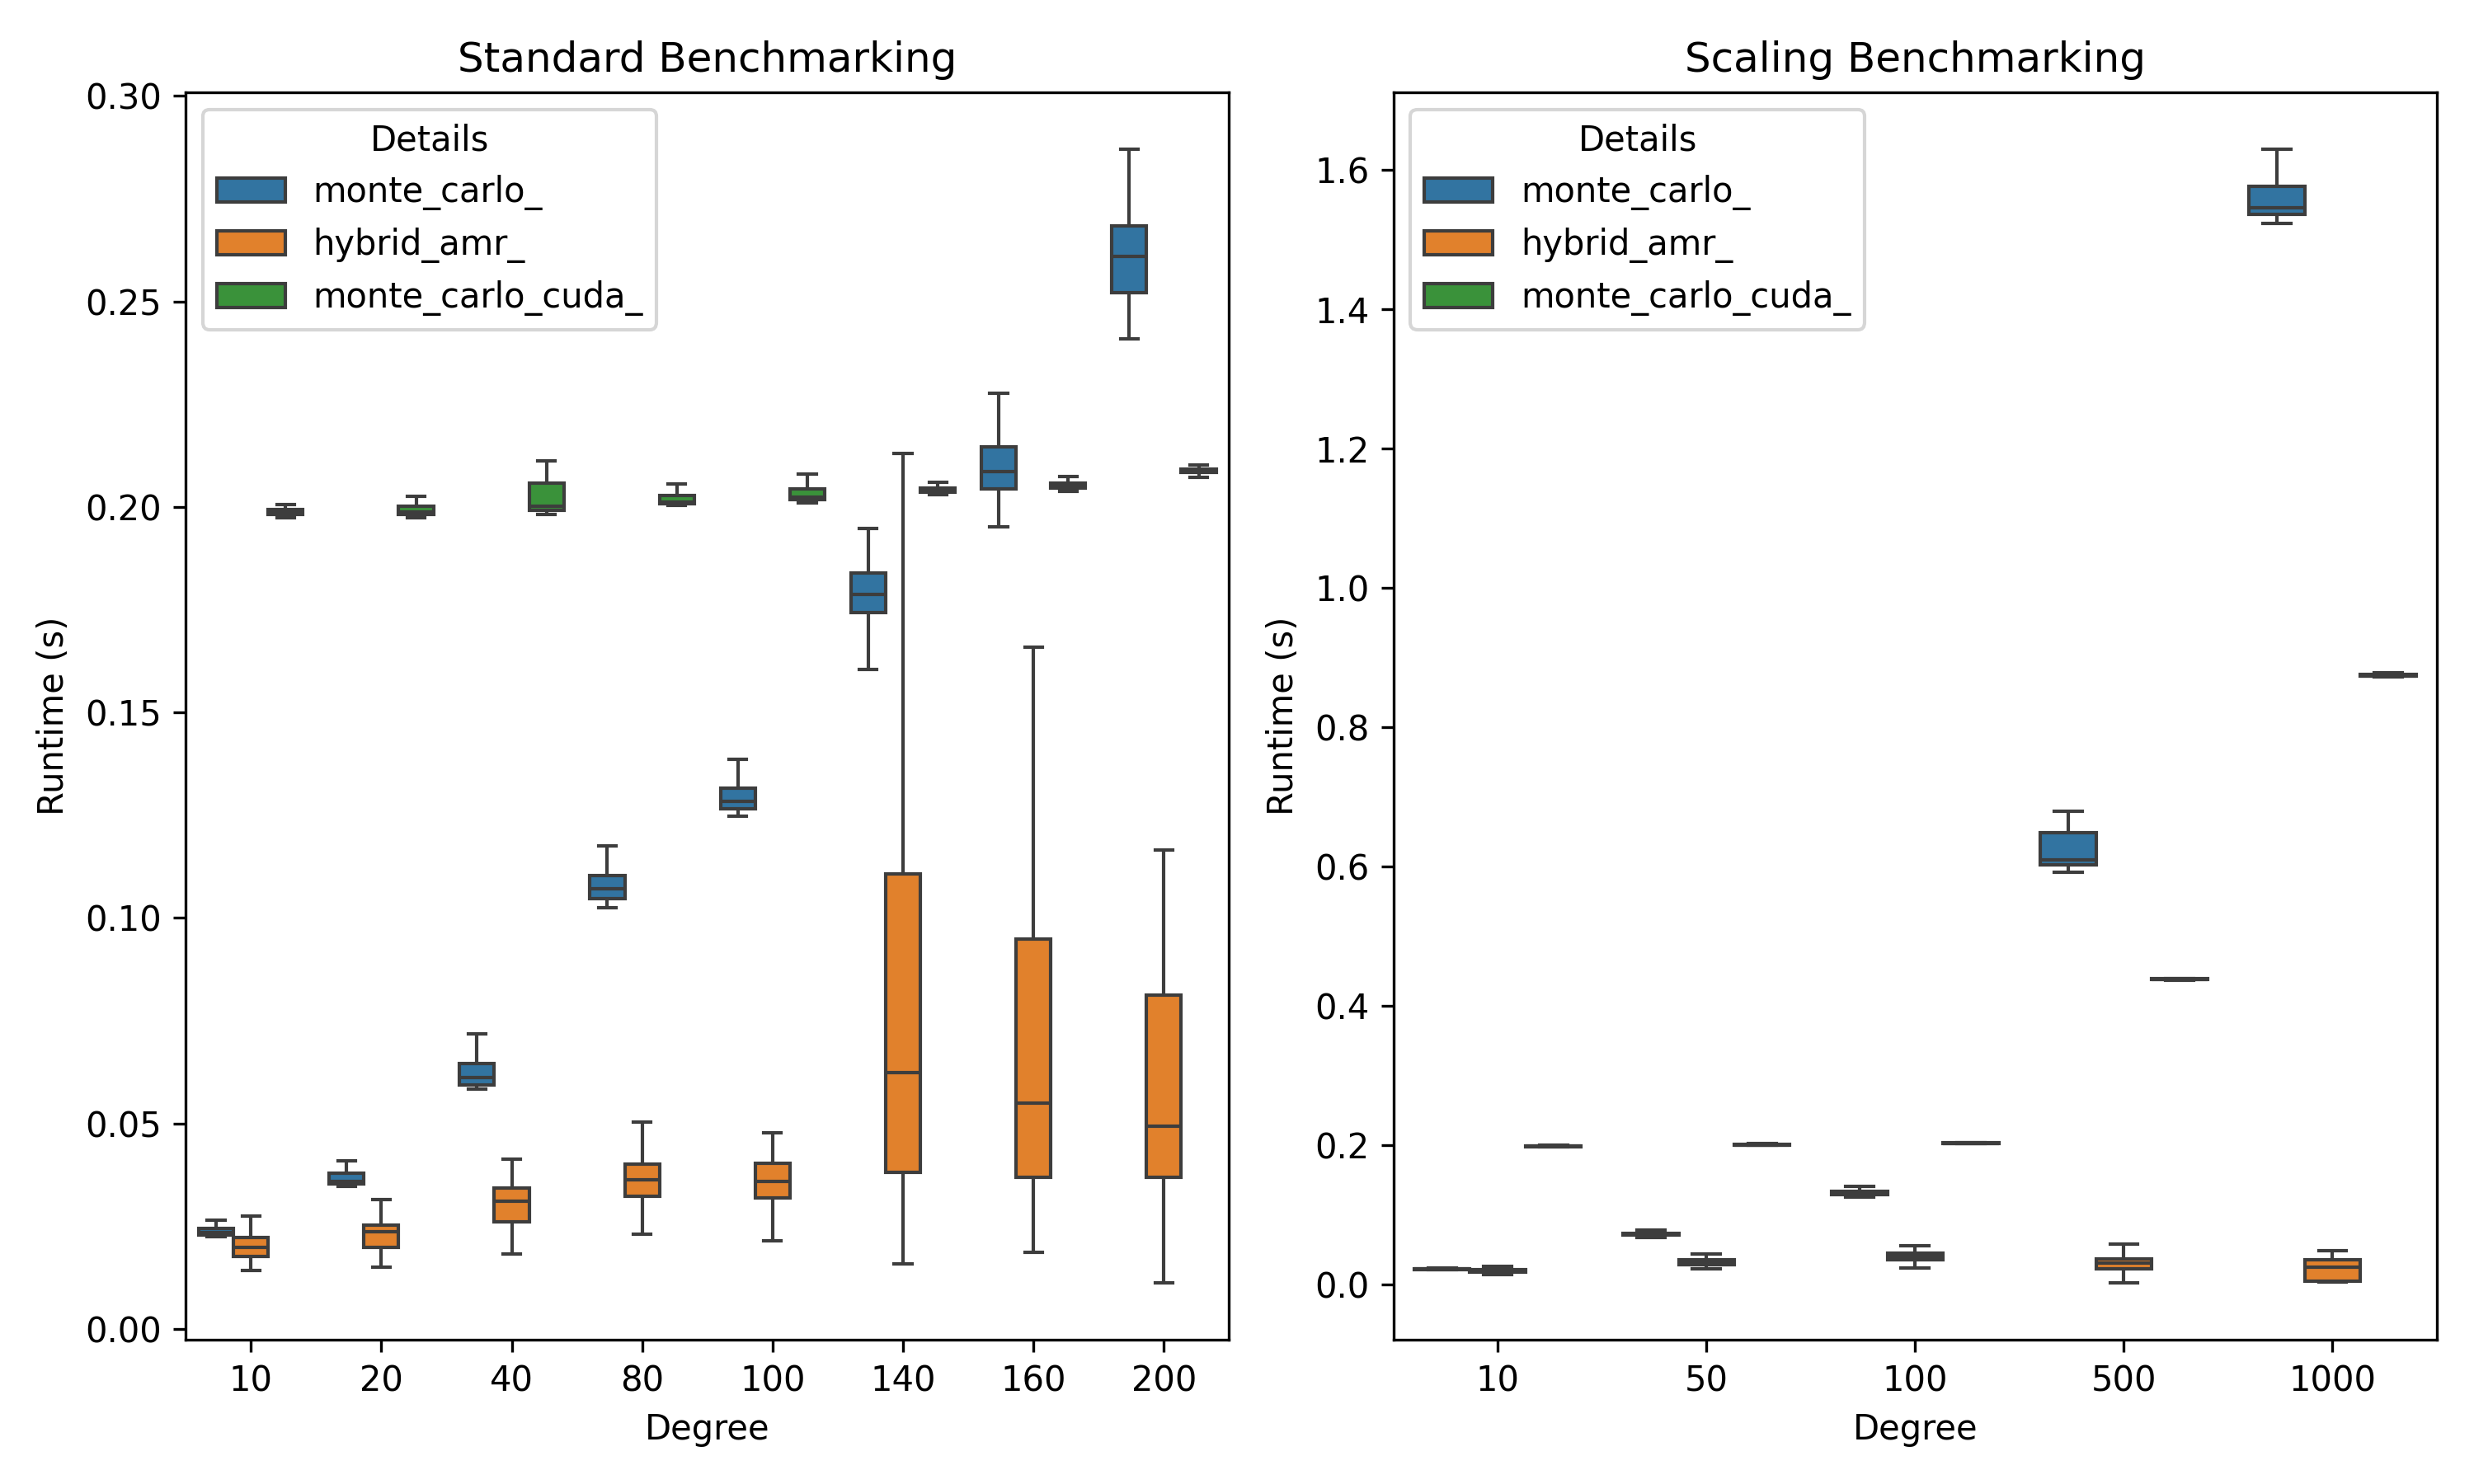 Standard Benchmarking
Details
monte_carlo_
hybrid_amr_
monte_carlo_cuda_
Runtime (s)
0.30
0.25
0.20
0.15
0.10
0.05
0.00
10 20 40 80 100 140 160 200
Degree
Scaling Benchmarking
Details
monte_carlo_
hybrid_amr_
monte_carlo_cuda_
Runtime (s)
1.6
1.4
1.2
1.0
0.8
0.6
0.4
0.2
0.0
10 50 100 500 1000
Degree